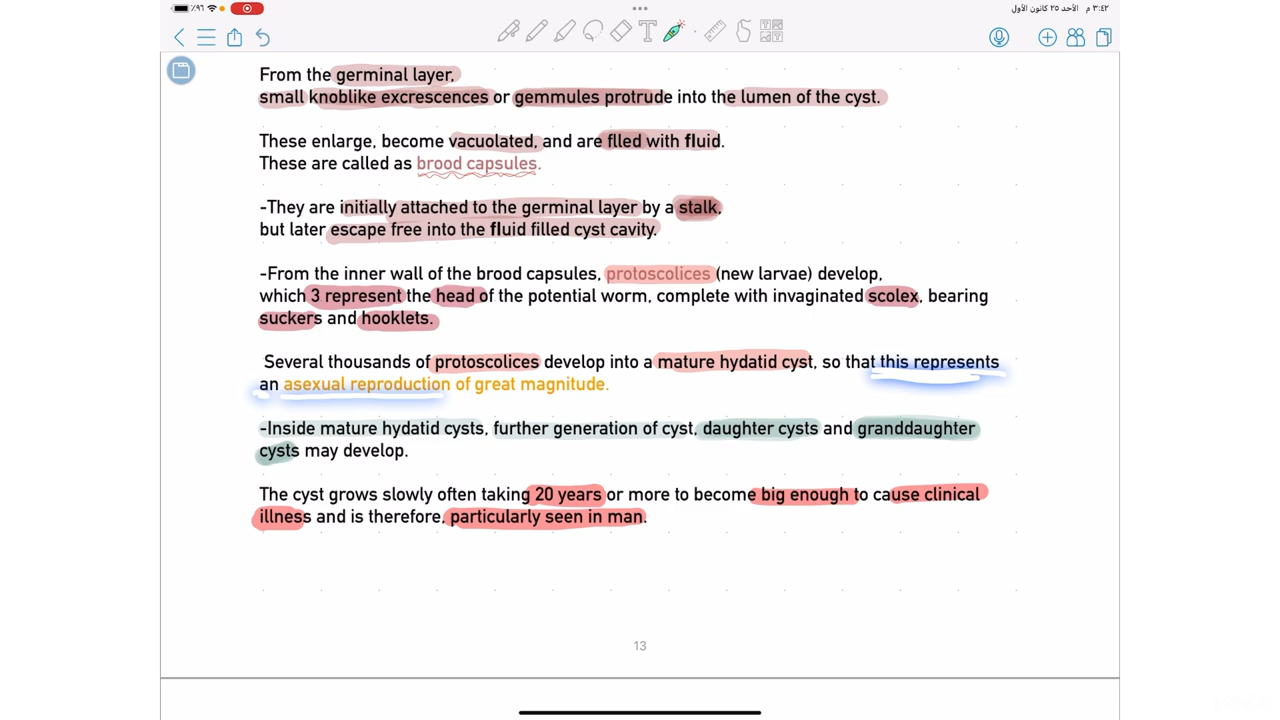 ٪٩٦
٣:٤٢ م الأحد ٢٥ كانون الأول
From the germinal layer,
small knoblike excrescences or gemmules protrude into the lumen of the cyst.
These enlarge, become vacuolated, and are flled with fluid.
These are called as brood capsules.
-They are initially attached to the germinal layer by a stalk,
but later escape free into the fluid filled cyst cavity.
-From the inner wall of the brood capsules, protoscolices (new larvae) develop,
which 3 represent the head of the potential worm, complete with invaginated scolex, bearing
suckers and hooklets.
Several thousands of protoscolices develop into a mature hydatid cyst, so that this represents
an asexual reproduction of great magnitude.
-Inside mature hydatid cysts, further generation of cyst, daughter cysts and granddaughter
cysts may develop.
The cyst grows slowly often taking 20 years or more to become big enough to cause clinical
illness and is therefore, particularly seen in man.
13